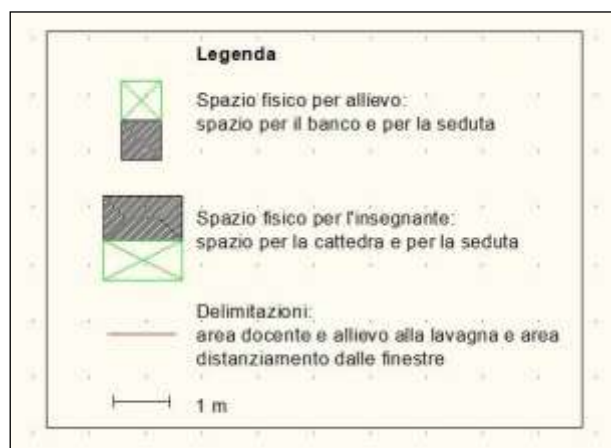 Legenda
Spazio fisico per allievo:
spazio per il banco e per la seduta
Spazio fisico per l'insegnante:
spazio per la cattedra e per la seduta
Delimitazioni:
area docente e allievo alla lavagna e area
distanziamento dalle finestre
1 m